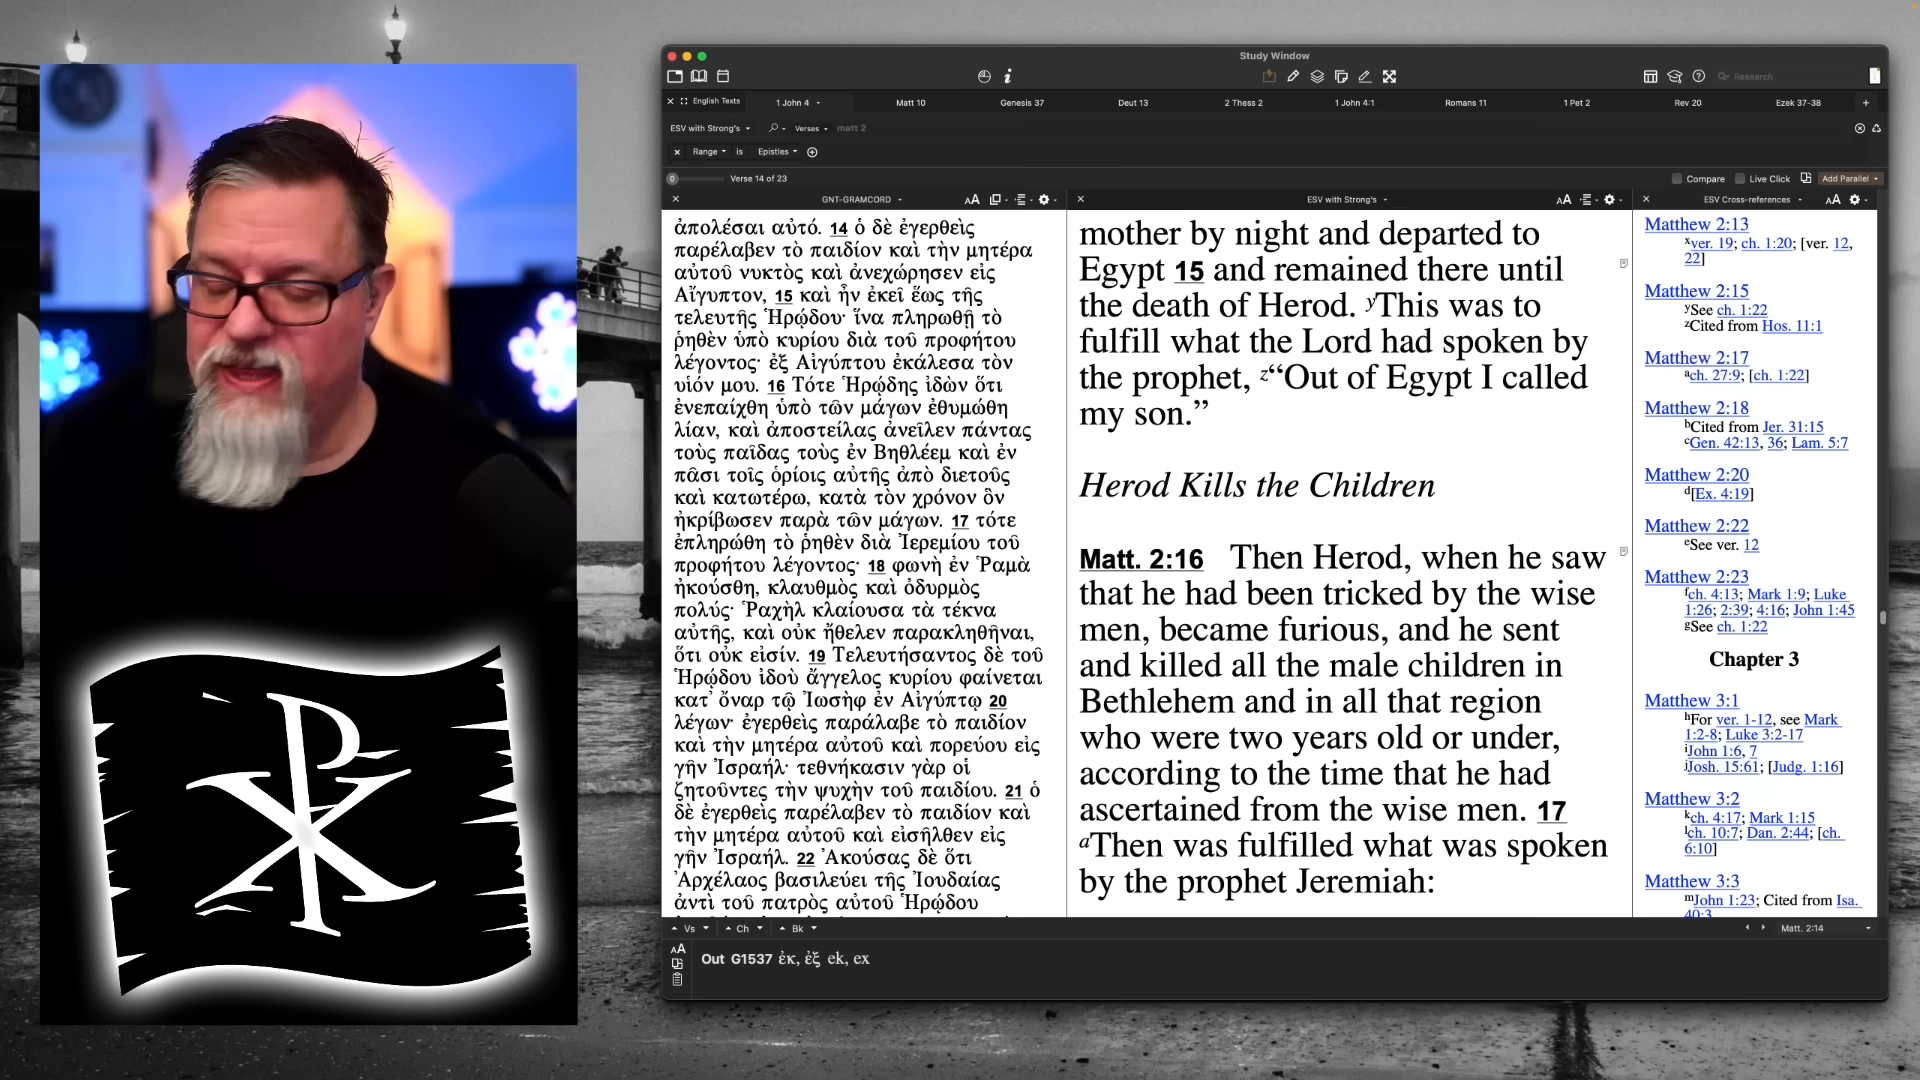 Study Window
Research
English Texts
1 John 4
Matt 10
Genesis 37
Deut 13
2 Thess 2
1 John 4:1
Romans 11
1 Pet 2
Rev 20
Ezek 37-38
ESV with Strong's
Verses
matt 2
Range
is
Epistles
0
Verse 14 of 23
Compare
Live Click
Add Parallel
GNT-GRAMCORD
ἀπολέσαι αὐτό. 14 ὁ δὲ ἐγερθεὶς
παρέλαβεν τὸ παιδίον καὶ τὴν μητέρα
αὐτοῦ νυκτὸς καὶ ἀνεχώρησεν εἰς
Αἴγυπτον, 15 καὶ ἦν ἐκεῖ ἕως τῆς
τελευτῆς Ἡρῴδου· ἵνα πληρωθῇ τὸ
ῥηθὲν ὑπὸ κυρίου διὰ τοῦ προφήτου
λέγοντος· ἐξ Αἰγύπτου ἐκάλεσα τὸν
υἱόν μου. 16 Τότε Ἡρῴδης ἰδὼν ὅτι
ἐνεπαίχθη ὑπὸ τῶν μάγων ἐθυμώθη
λίαν, καὶ ἀποστείλας ἀνεῖλεν πάντας
τοὺς παῖδας τοὺς ἐν Βηθλέεμ καὶ ἐν
πᾶσι τοῖς ὁρίοις αὐτῆς ἀπὸ διετοῦς
καὶ κατωτέρω, κατὰ τὸν χρόνον ὃν
ἠκρίβωσεν παρὰ τῶν μάγων. 17 τότε
ἐπληρώθη τὸ ῥηθὲν διὰ Ἰερεμίου τοῦ
προφήτου λέγοντος· 18 φωνὴ ἐν Ῥαμὰ
ἠκούσθη, κλαυθμὸς καὶ ὀδυρμὸς
πολύς· Ῥαχὴλ κλαίουσα τὰ τέκνα
αὐτῆς, καὶ οὐκ ἤθελεν παρακληθῆναι,
ὅτι οὐκ εἰσίν. 19 Τελευτήσαντος δὲ τοῦ
Ἡρῴδου ἰδοὺ ἄγγελος κυρίου φαίνεται
κατ᾽ ὄναρ τῷ Ἰωσὴφ ἐν Αἰγύπτῳ 20
λέγων· ἐγερθεὶς παράλαβε τὸ παιδίον
καὶ τὴν μητέρα αὐτοῦ καὶ πορεύου εἰς
γῆν Ἰσραήλ· τεθνήκασιν γὰρ οἱ
ζητοῦντες τὴν ψυχὴν τοῦ παιδίου. 21 ὁ
δὲ ἐγερθεὶς παρέλαβεν τὸ παιδίον καὶ
τὴν μητέρα αὐτοῦ καὶ εἰσῆλθεν εἰς
γῆν Ἰσραήλ. 22 Ἀκούσας δὲ ὅτι
Ἀρχέλαος βασιλεύει τῆς Ἰουδαίας
ἀντὶ τοῦ πατρὸς αὐτοῦ Ἡρῴδου
ESV with Strong's
mother by night and departed to
Egypt 15 and remained there until
the death of Herod. yThis was to
fulfill what the Lord had spoken by
the prophet, z“Out of Egypt I called
my son.”
Herod Kills the Children
Matt. 2:16 Then Herod, when he saw
that he had been tricked by the wise
men, became furious, and he sent
and killed all the male children in
Bethlehem and in all that region
who were two years old or under,
according to the time that he had
ascertained from the wise men. 17
aThen was fulfilled what was spoken
by the prophet Jeremiah:
ESV Cross-references
Matthew 2:13
xver. 19; ch. 1:20; [ver. 12,
22]
Matthew 2:15
ySee ch. 1:22
zCited from Hos. 11:1
Matthew 2:17
ach. 27:9; [ch. 1:22]
Matthew 2:18
bCited from Jer. 31:15
cGen. 42:13, 36; Lam. 5:7
Matthew 2:20
d[Ex. 4:19]
Matthew 2:22
eSee ver. 12
Matthew 2:23
fch. 4:13; Mark 1:9; Luke
1:26; 2:39; 4:16; John 1:45
gSee ch. 1:22
Chapter 3
Matthew 3:1
hFor ver. 1-12, see Mark
1:2-8; Luke 3:2-17
iJohn 1:6, 7
jJosh. 15:61; [Judg. 1:16]
Matthew 3:2
kch. 4:17; Mark 1:15
lch. 10:7; Dan. 2:44; [ch.
6:10]
Matthew 3:3
mJohn 1:23; Cited from Isa.
40:3
Vs
Ch
Bk
Matt. 2:14
Out G1537 ἐκ, ἐξ ek, ex